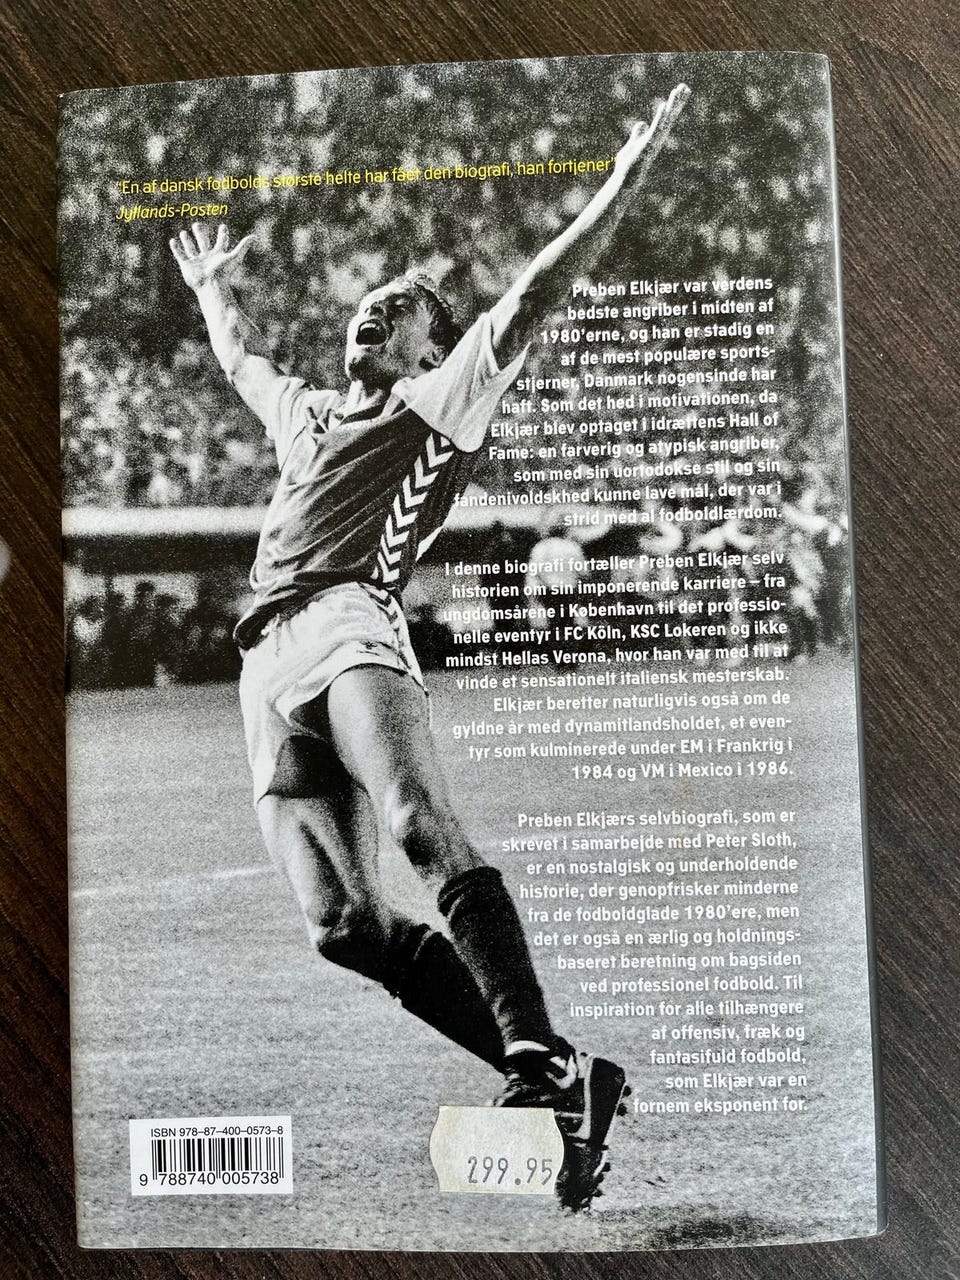 "En af dansk fodbolds største helte har fået den biografi, han fortjener"
Jyllands-Posten
Preben Elkjær var verdens
bedste angriber i midten af
1980'erne, og han er stadig en
af de mest populære sports-
stjerner, Danmark nogensinde har
haft. Som det hed i motivationen, da
Elkjær blev optaget i idrættens Hall of
Fame: en farverig og atypisk angriber,
som med sin uortodokse stil og sin
fandenivoldskhed kunne lave mål, der var i
strid med al fodboldlærdom.
I denne biografi fortæller Preben Elkjær selv
historien om sin imponerende karriere – fra
ungdomsårene i København til det professio-
nelle eventyr i FC Köln, KSC Lokeren og ikke
mindst Hellas Verona, hvor han var med til at
vinde et sensationelt italiensk mesterskab.
Elkjær beretter naturligvis også om de
gyldne år med dynamitlandsholdet, et even-
tyr som kulminerede under EM i Frankrig i
1984 og VM i Mexico i 1986.
Preben Elkjærs selvbiografi, som er
skrevet i samarbejde med Peter Sloth,
er en nostalgisk og underholdende
historie, der genopfrisker minderne
fra de fodboldglade 1980'ere, men
det er også en ærlig og holdnings-
baseret beretning om bagsiden
ved professionel fodbold. Til
inspiration for alle tilhængere
af offensiv, fræk og
fantasifuld fodbold,
som Elkjær var en
fornem eksponent for.
ISBN 978-87-400-0573-8
9 788740 005738
299.95